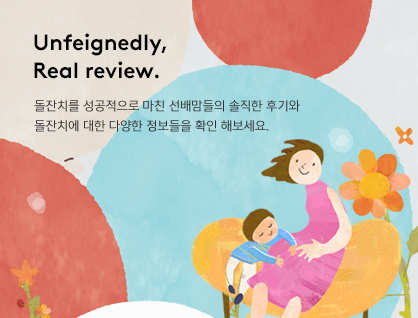 Unfeignedly,
Real review.
돌잔치를 성공적으로 마친 선배맘들의 솔직한 후기와
돌잔치에 대한 다양한 정보들을 확인 해보세요.